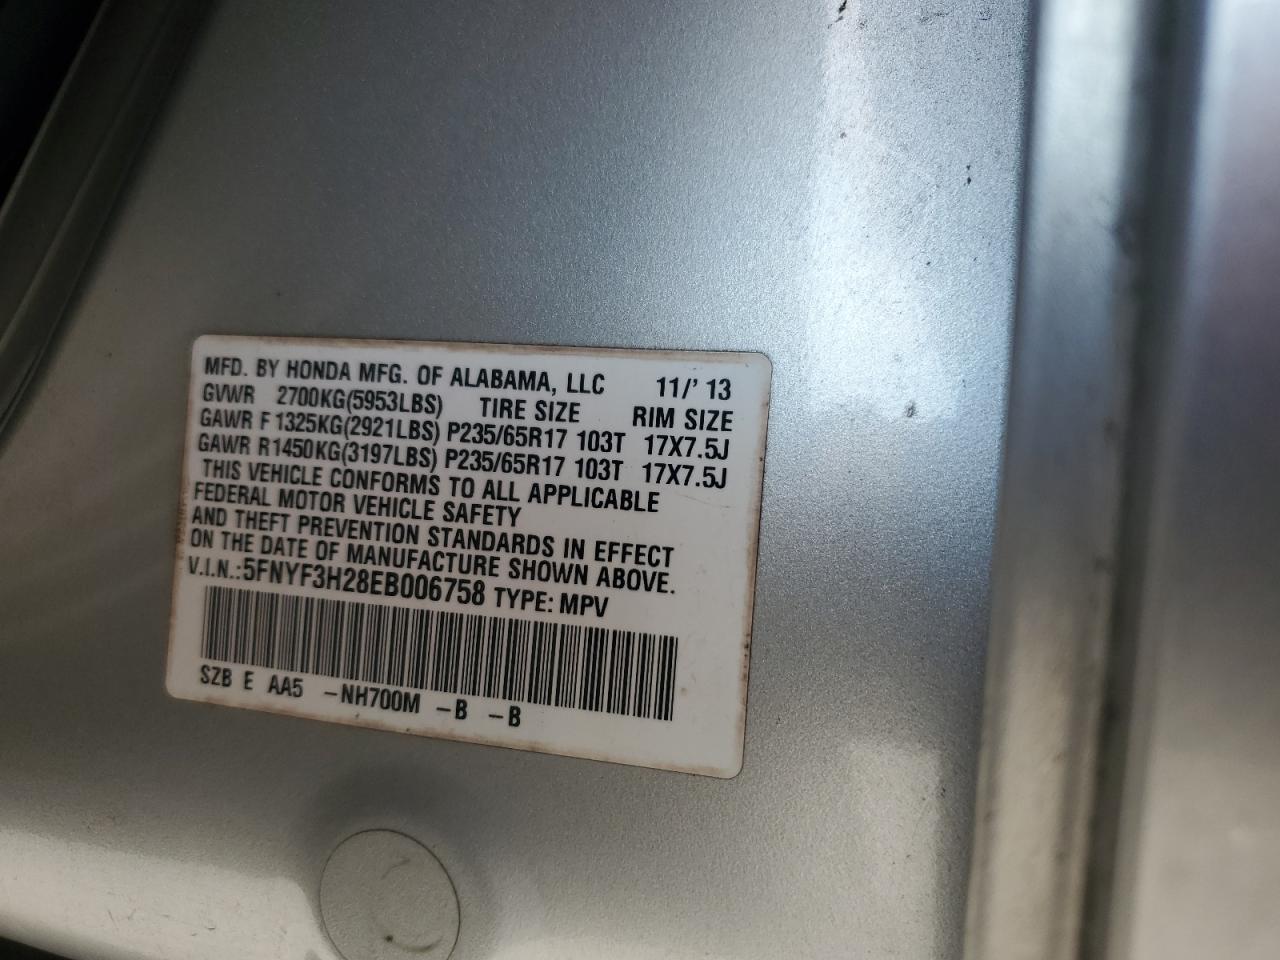 MFD. BY HONDA MFG. OF ALABAMA, LLC 11/' 13
GVWR 2700KG(5953LBS) TIRE SIZE RIM SIZE
GAWR F 1325KG(2921LBS) P235/65R17 103T 17X7.5J
GAWR R1450KG(3197LBS) P235/65R17 103T 17X7.5J
THIS VEHICLE CONFORMS TO ALL APPLICABLE
FEDERAL MOTOR VEHICLE SAFETY
AND THEFT PREVENTION STANDARDS IN EFFECT
ON THE DATE OF MANUFACTURE SHOWN ABOVE.
V.I.N.:5FNYF3H28EB006758 TYPE: MPV
SZB E AA5 -NH700M -B -B